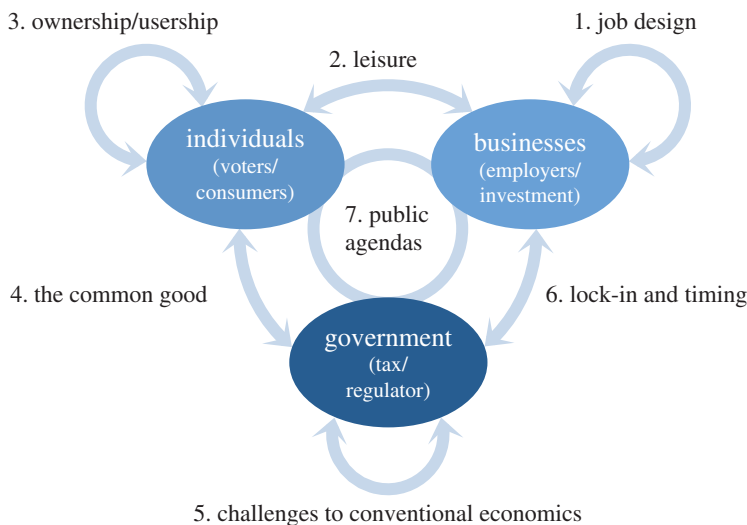 3. ownership/usership
1. job design
2. leisure
individuals
(voters/
consumers)
businesses
(employers/
investment)
7. public
agendas
4. the common good
6. lock-in and timing
government
(tax/
regulator)
5. challenges to conventional economics